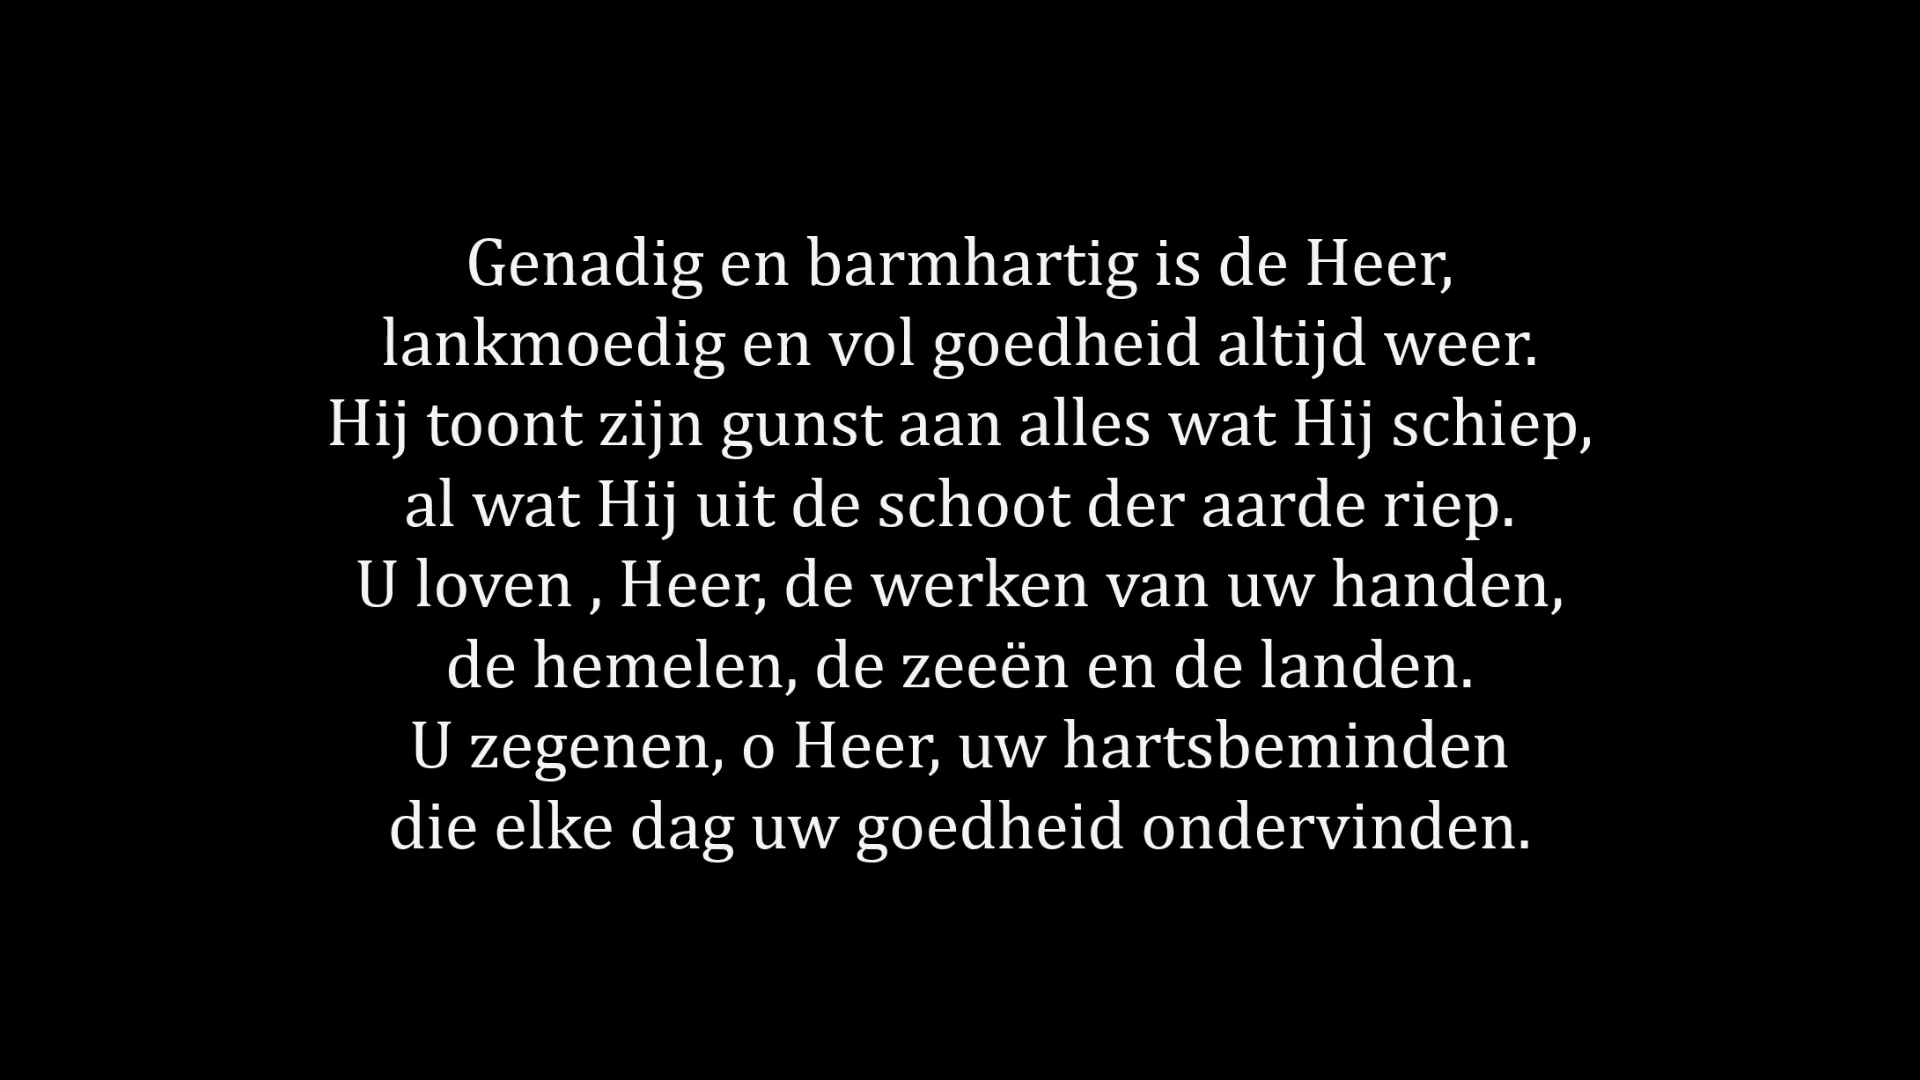 Genadig en barmhartig is de Heer,
lankmoedig en vol goedheid altijd weer.
Hij toont zijn gunst aan alles wat Hij schiep,
al wat Hij uit de schoot der aarde riep.
U loven , Heer, de werken van uw handen,
de hemelen, de zeeën en de landen.
U zegenen, o Heer, uw hartsbeminden
die elke dag uw goedheid ondervinden.